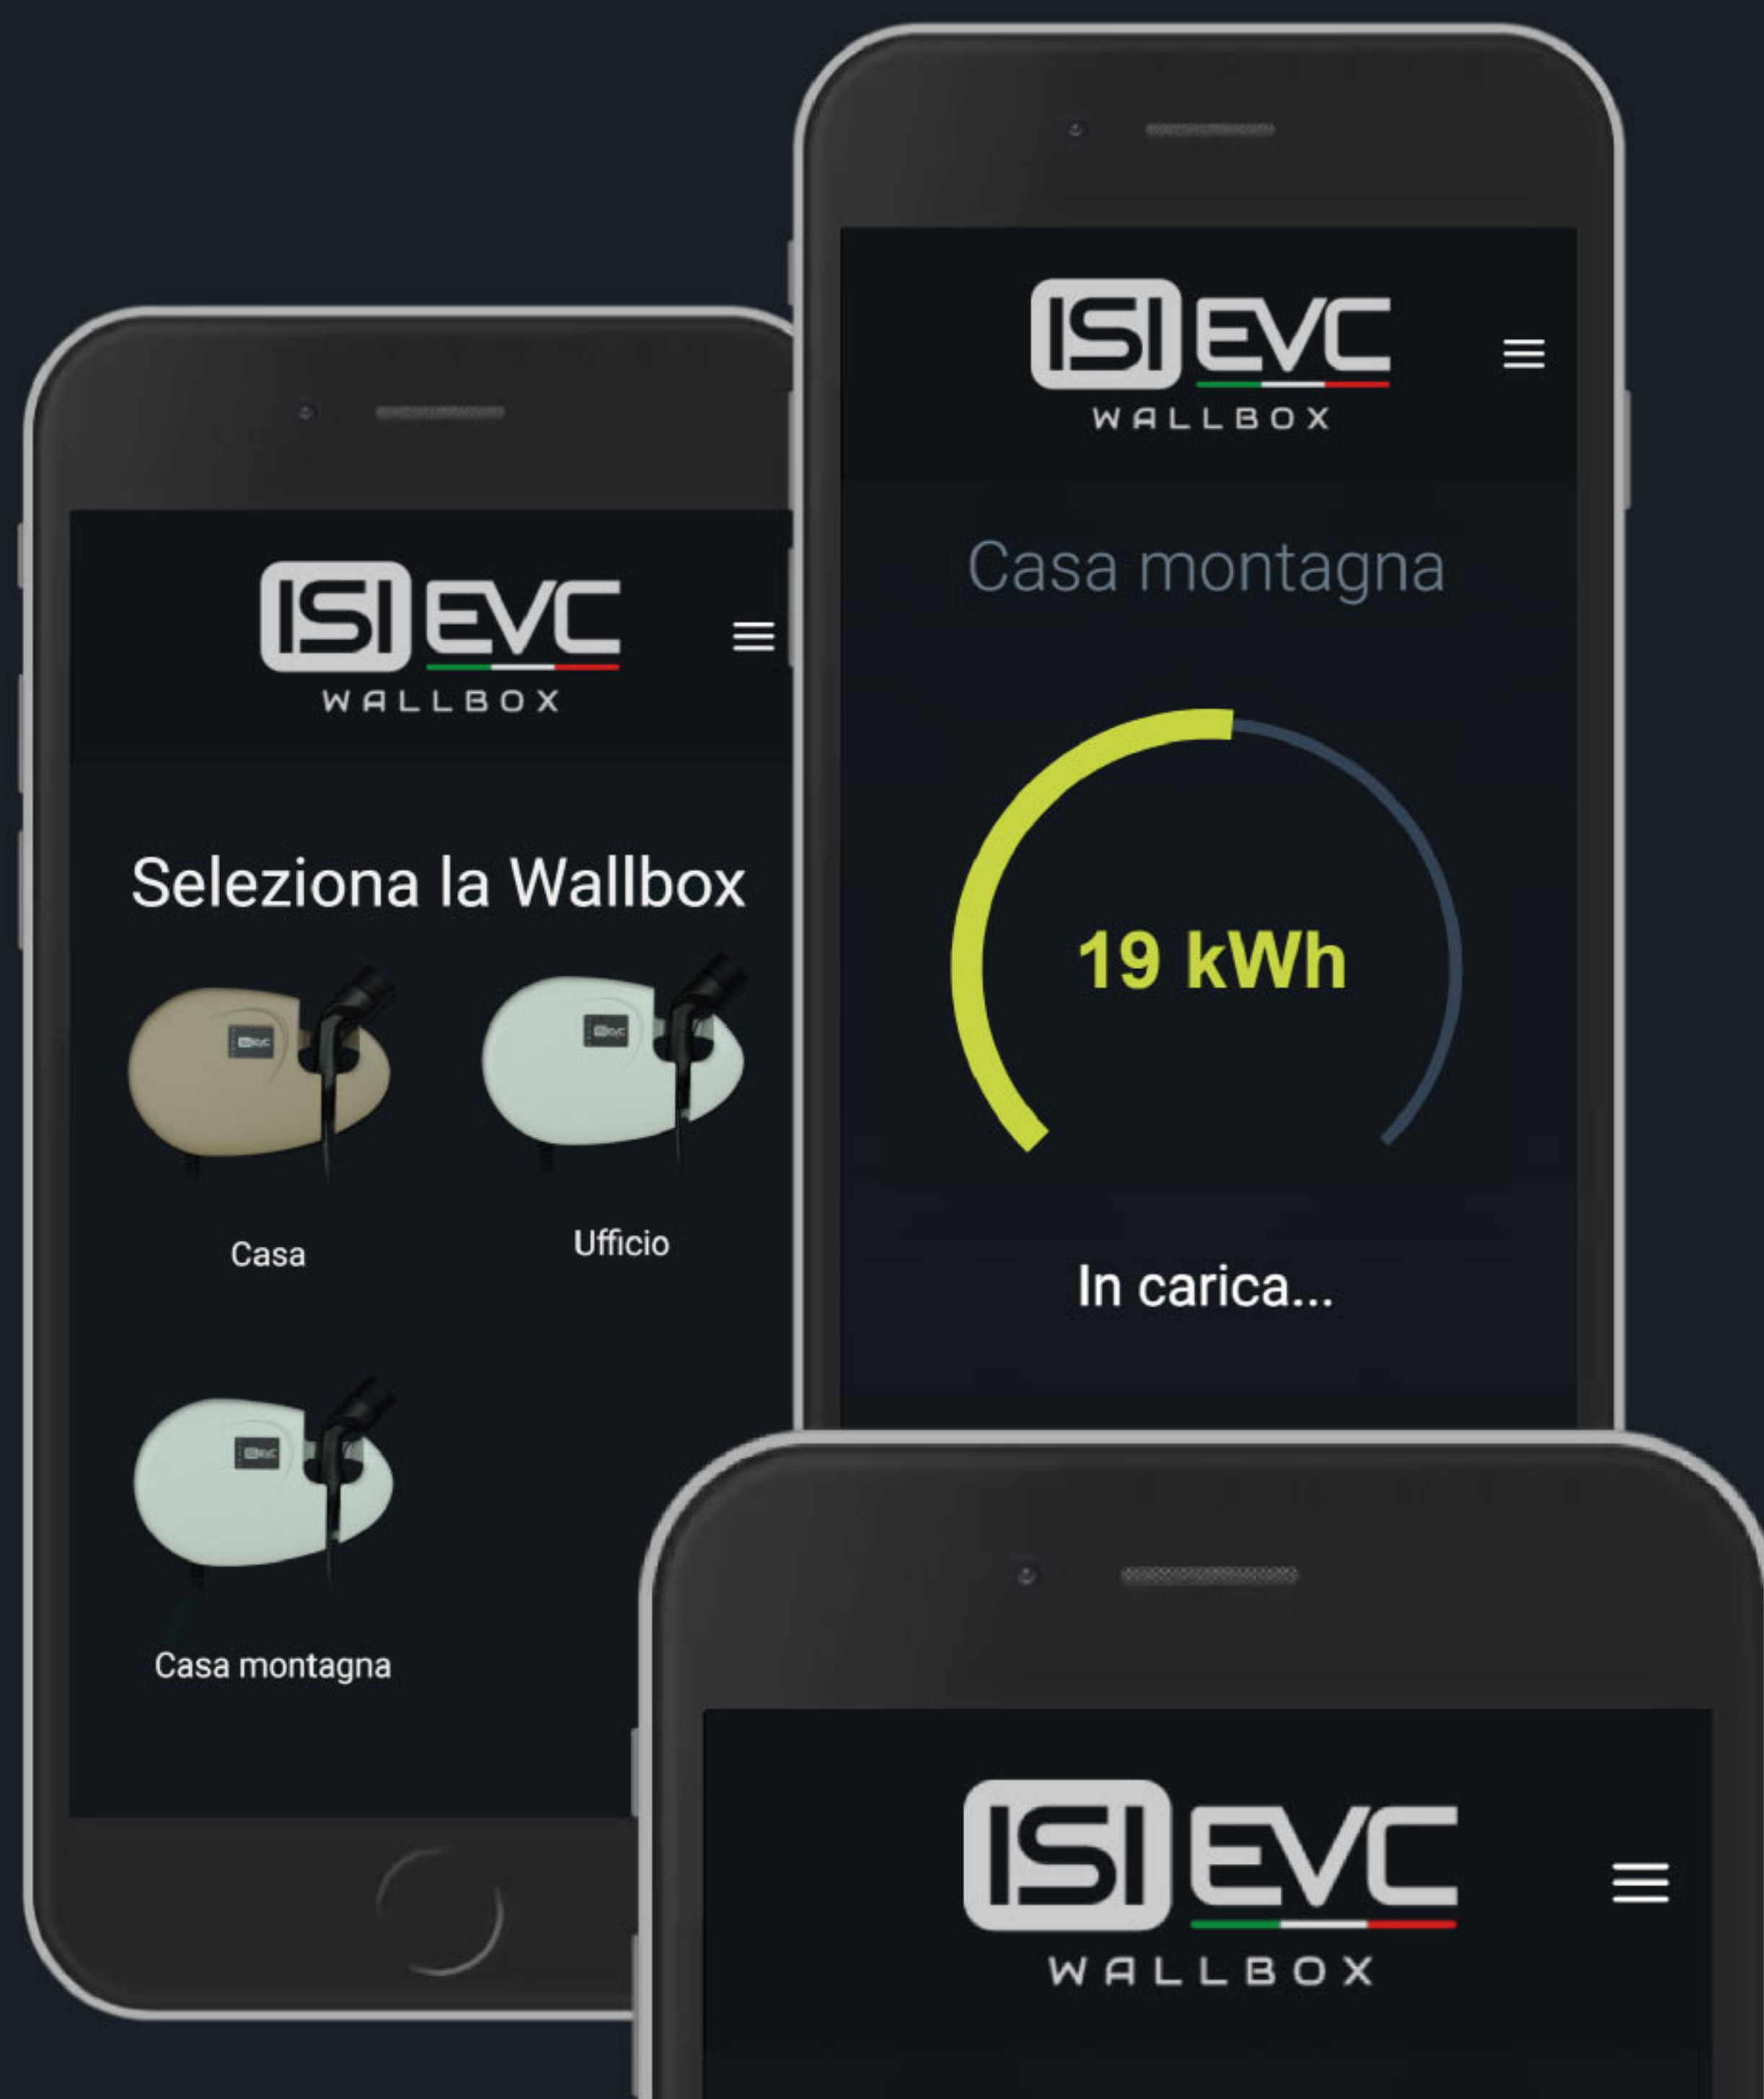 ISI EVC
WALLBOX
Seleziona la Wallbox
Casa
Ufficio
Casa montagna
ISI EVC
WALLBOX
Casa montagna
19 kWh
In carica...
ISI EVC
WALLBOX